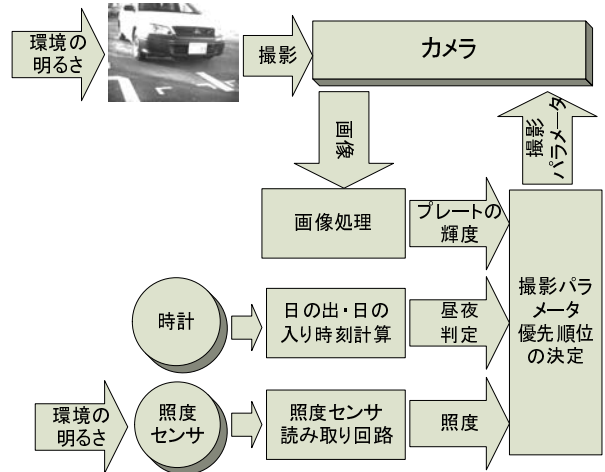 環境の
明るさ
撮影
カメラ
画像
撮影
パラメータ
画像処理
プレートの
輝度
撮影パラ
メータ
優先順位
の決定
時計
日の出・日の
入り時刻計算
昼夜
判定
環境の
明るさ
照度
センサ
照度センサ
読み取り回路
照度